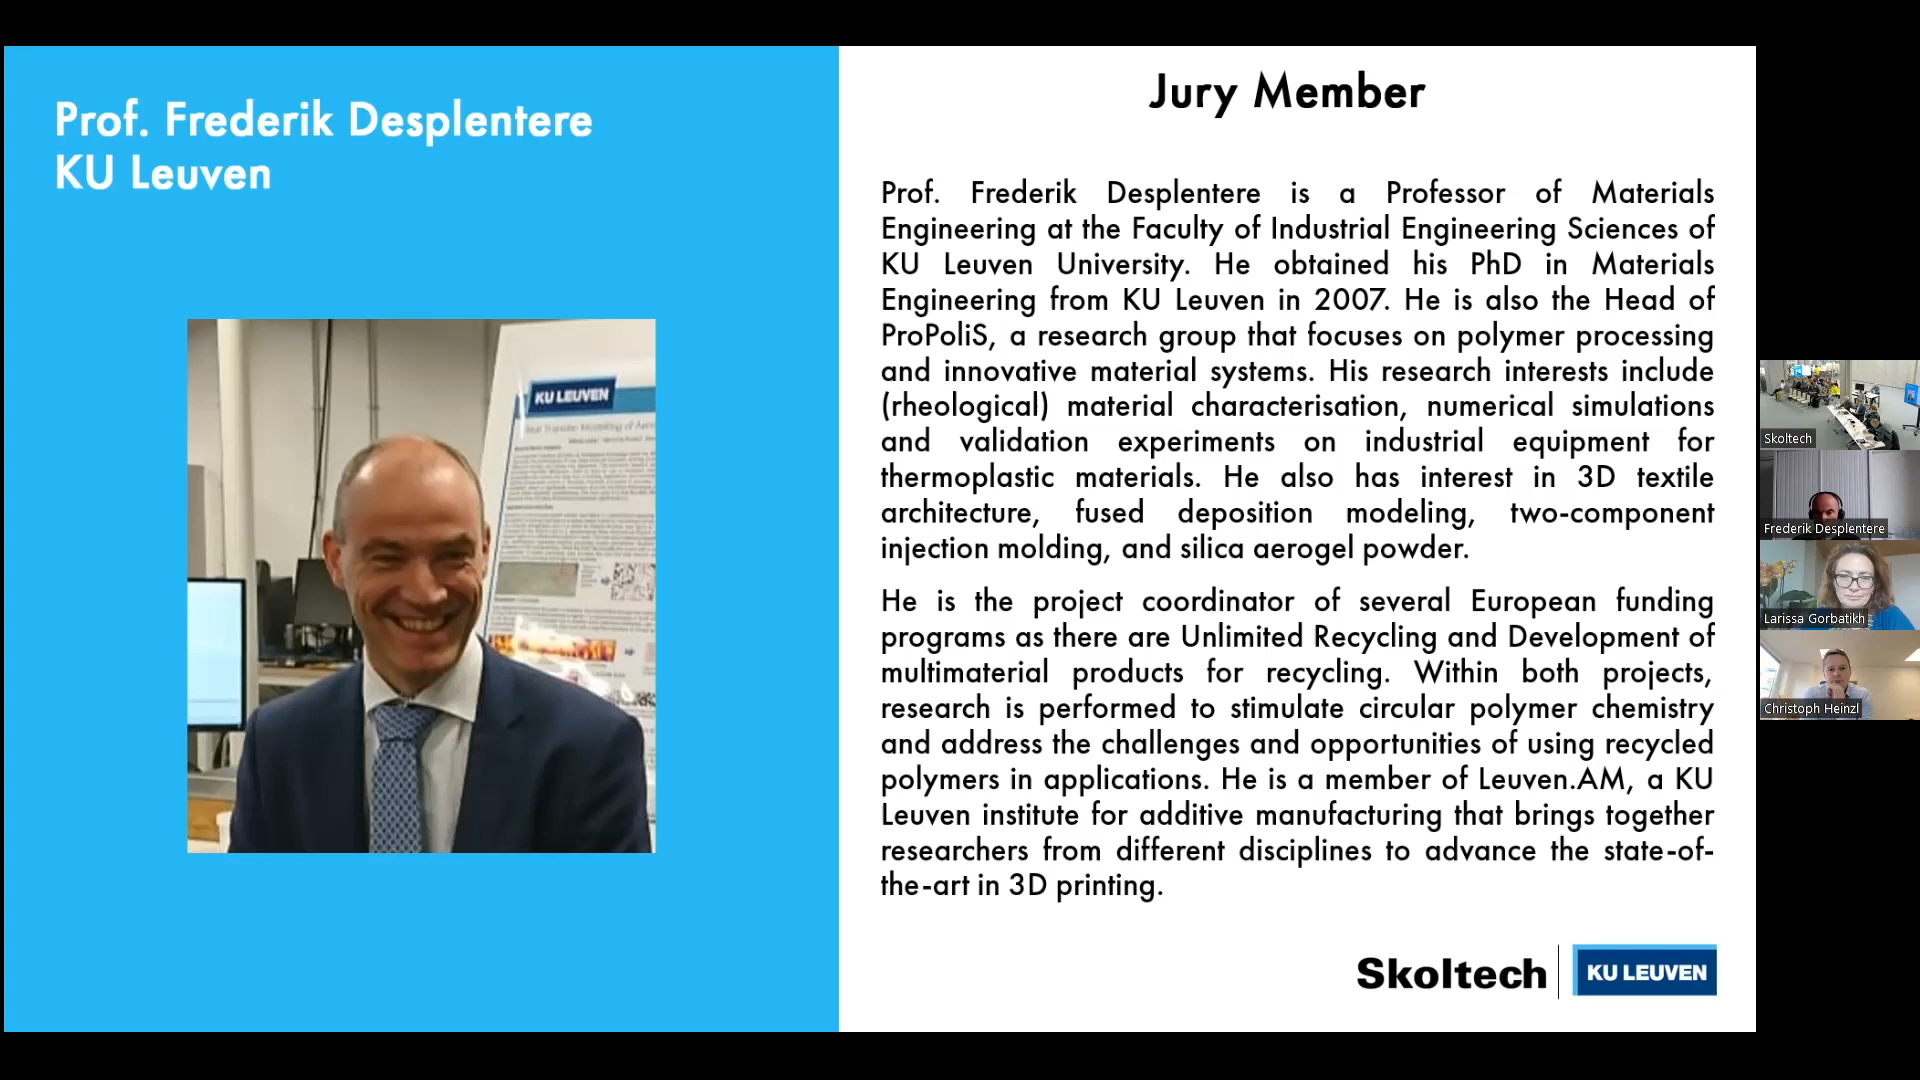 Prof. Frederik Desplentere
KU Leuven
KU LEUVEN
Jury Member
Prof. Frederik Desplentere is a Professor of Materials
Engineering at the Faculty of Industrial Engineering Sciences of
KU Leuven University. He obtained his PhD in Materials
Engineering from KU Leuven in 2007. He is also the Head of
ProPoliS, a research group that focuses on polymer processing
and innovative material systems. His research interests include
(rheological) material characterisation, numerical simulations
and validation experiments on industrial equipment for
thermoplastic materials. He also has interest in 3D textile
architecture, fused deposition modeling, two-component
injection molding, and silica aerogel powder.
He is the project coordinator of several European funding
programs as there are Unlimited Recycling and Development of
multimaterial products for recycling. Within both projects,
research is performed to stimulate circular polymer chemistry
and address the challenges and opportunities of using recycled
polymers in applications. He is a member of Leuven.AM, a KU
Leuven institute for additive manufacturing that brings together
researchers from different disciplines to advance the state-of-
the-art in 3D printing.
Skoltech
KU LEUVEN
Skoltech
Frederik Desplentere
Larissa Gorbatikh
Christoph Heinzl